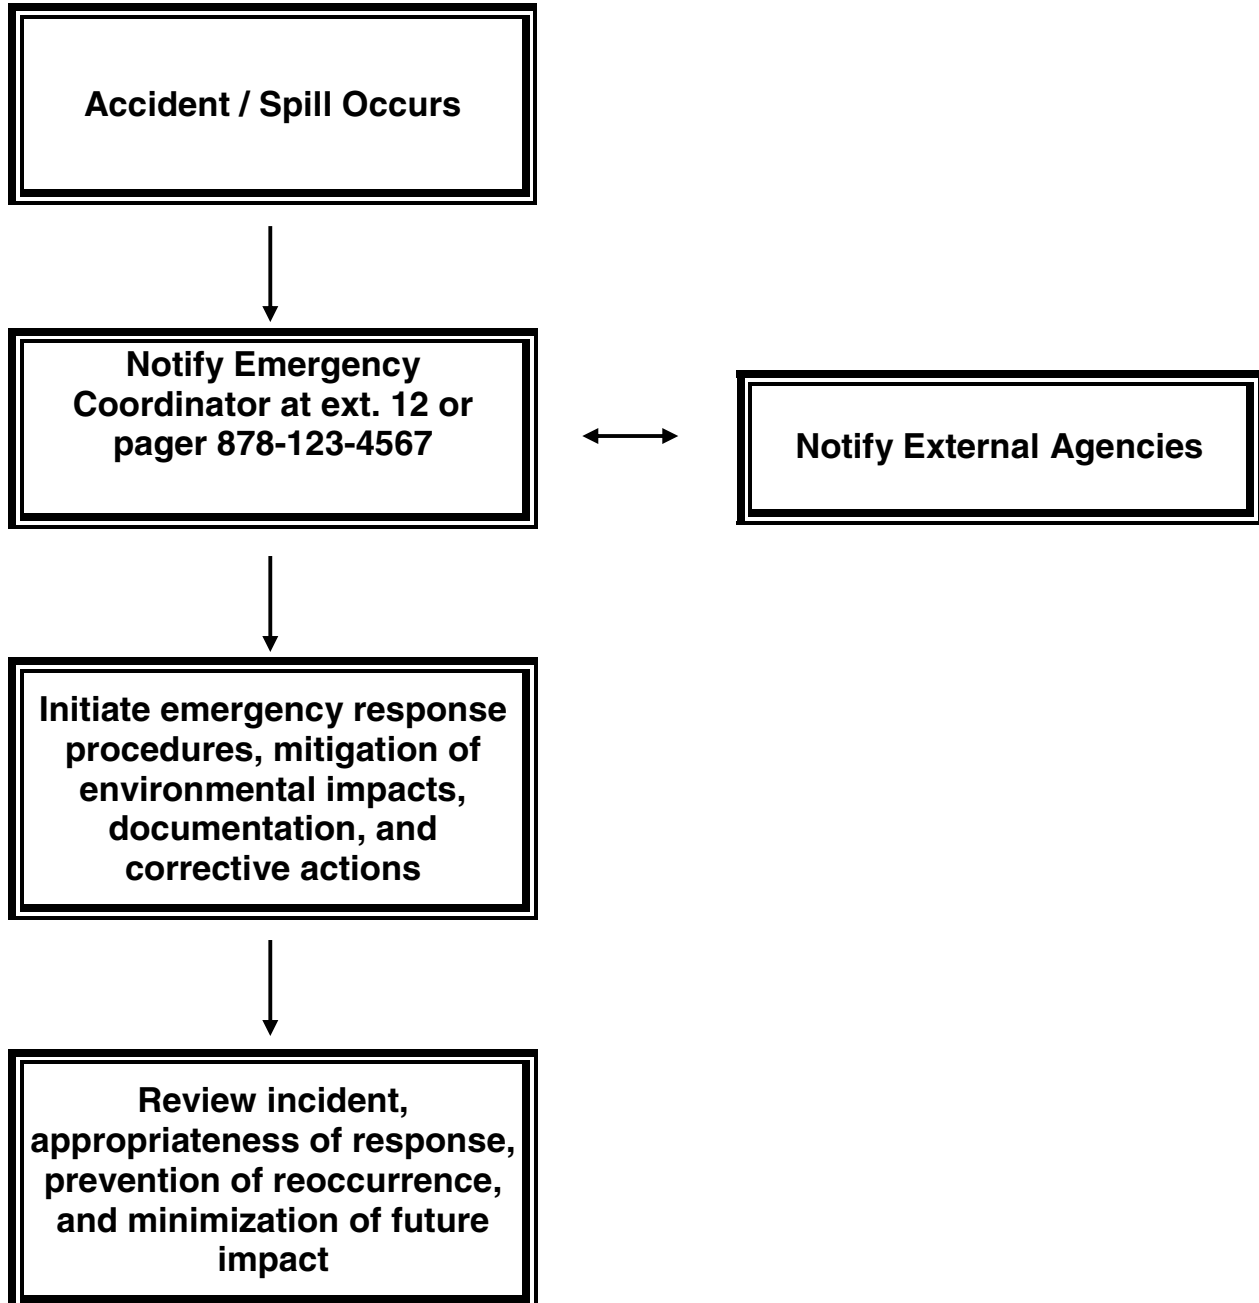 Accident / Spill Occurs
Notify Emergency
Coordinator at ext. 12 or
pager 878-123-4567
Notify External Agencies
Initiate emergency response
procedures, mitigation of
environmental impacts,
documentation, and
corrective actions
Review incident,
appropriateness of response,
prevention of reoccurrence,
and minimization of future
impact